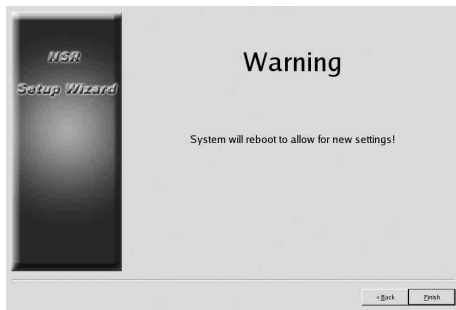 NSR
Setup Wizard
Warning
System will reboot to allow for new settings!
< Back
Finish